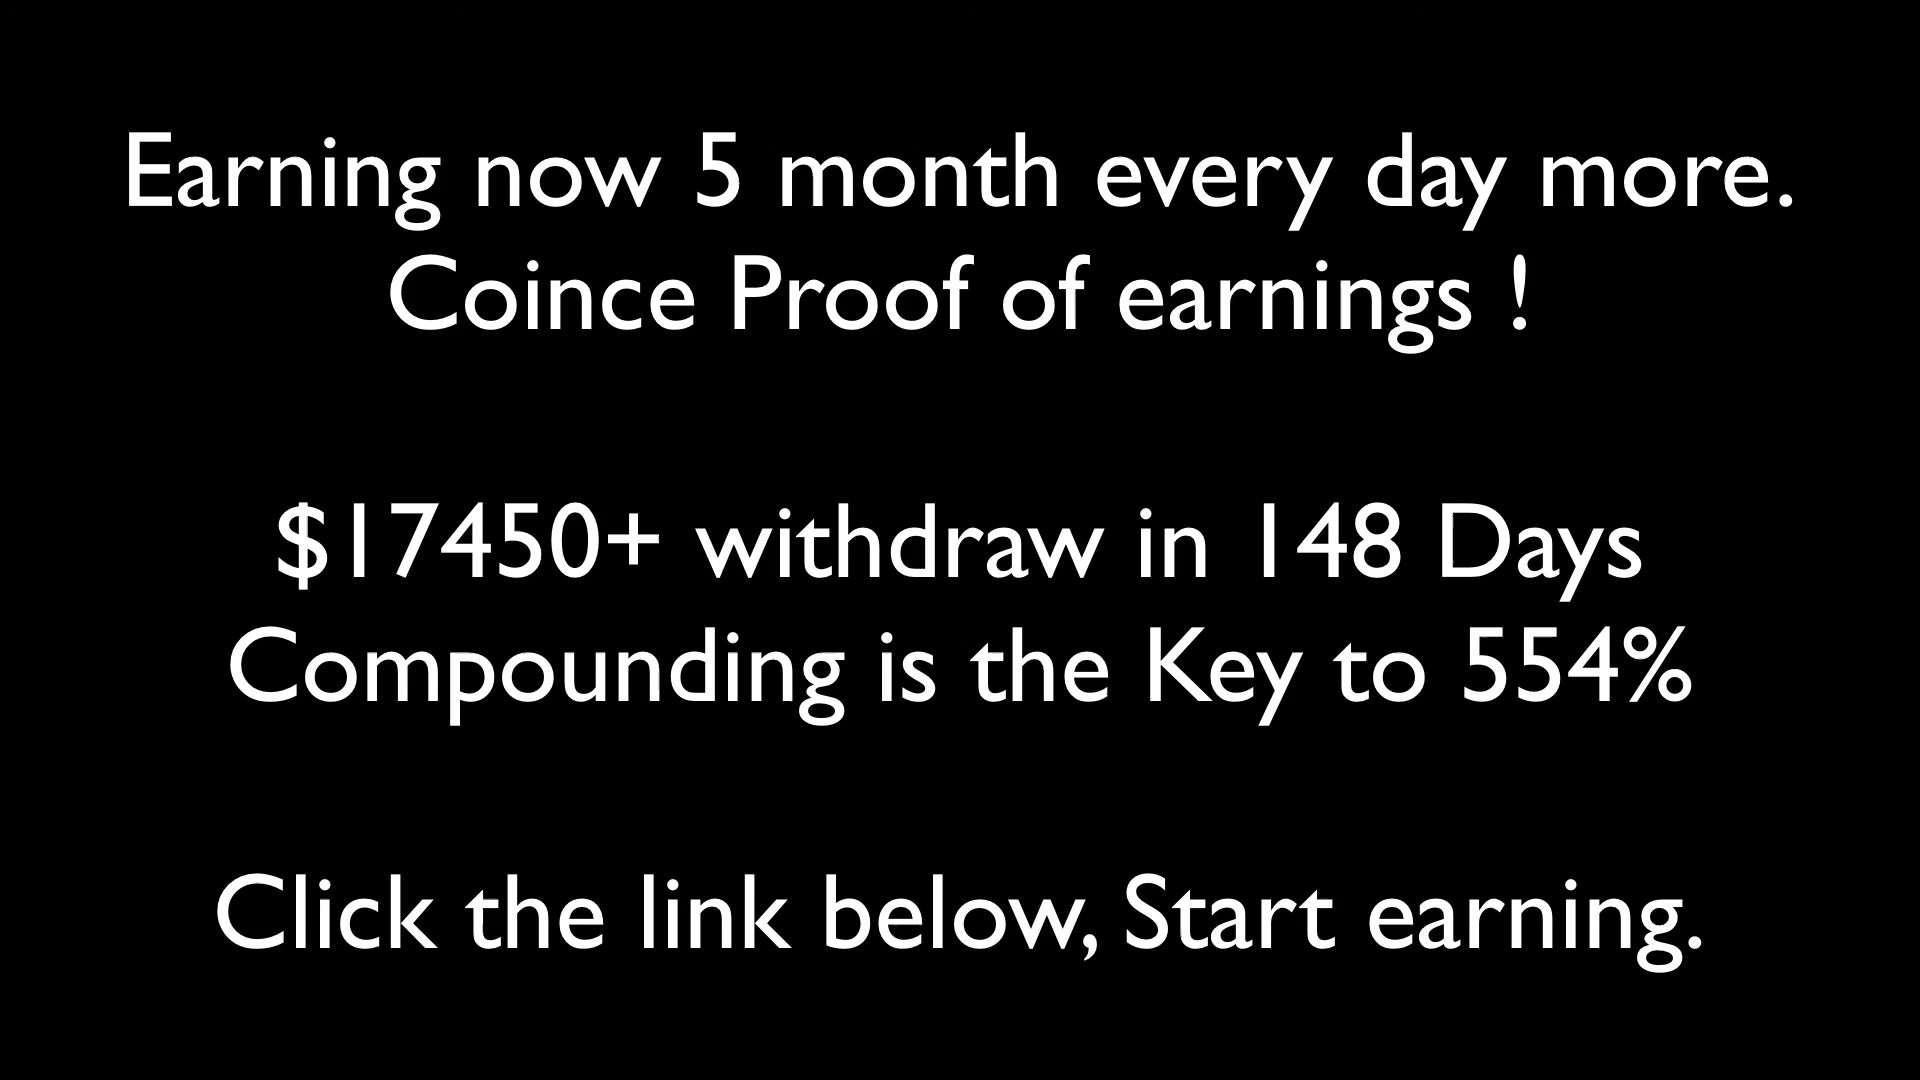 Earning now 5 month every day more.
Coince Proof of earnings !
$17450+ withdraw in 148 Days
Compounding is the Key to 554%
Click the link below, Start earning.